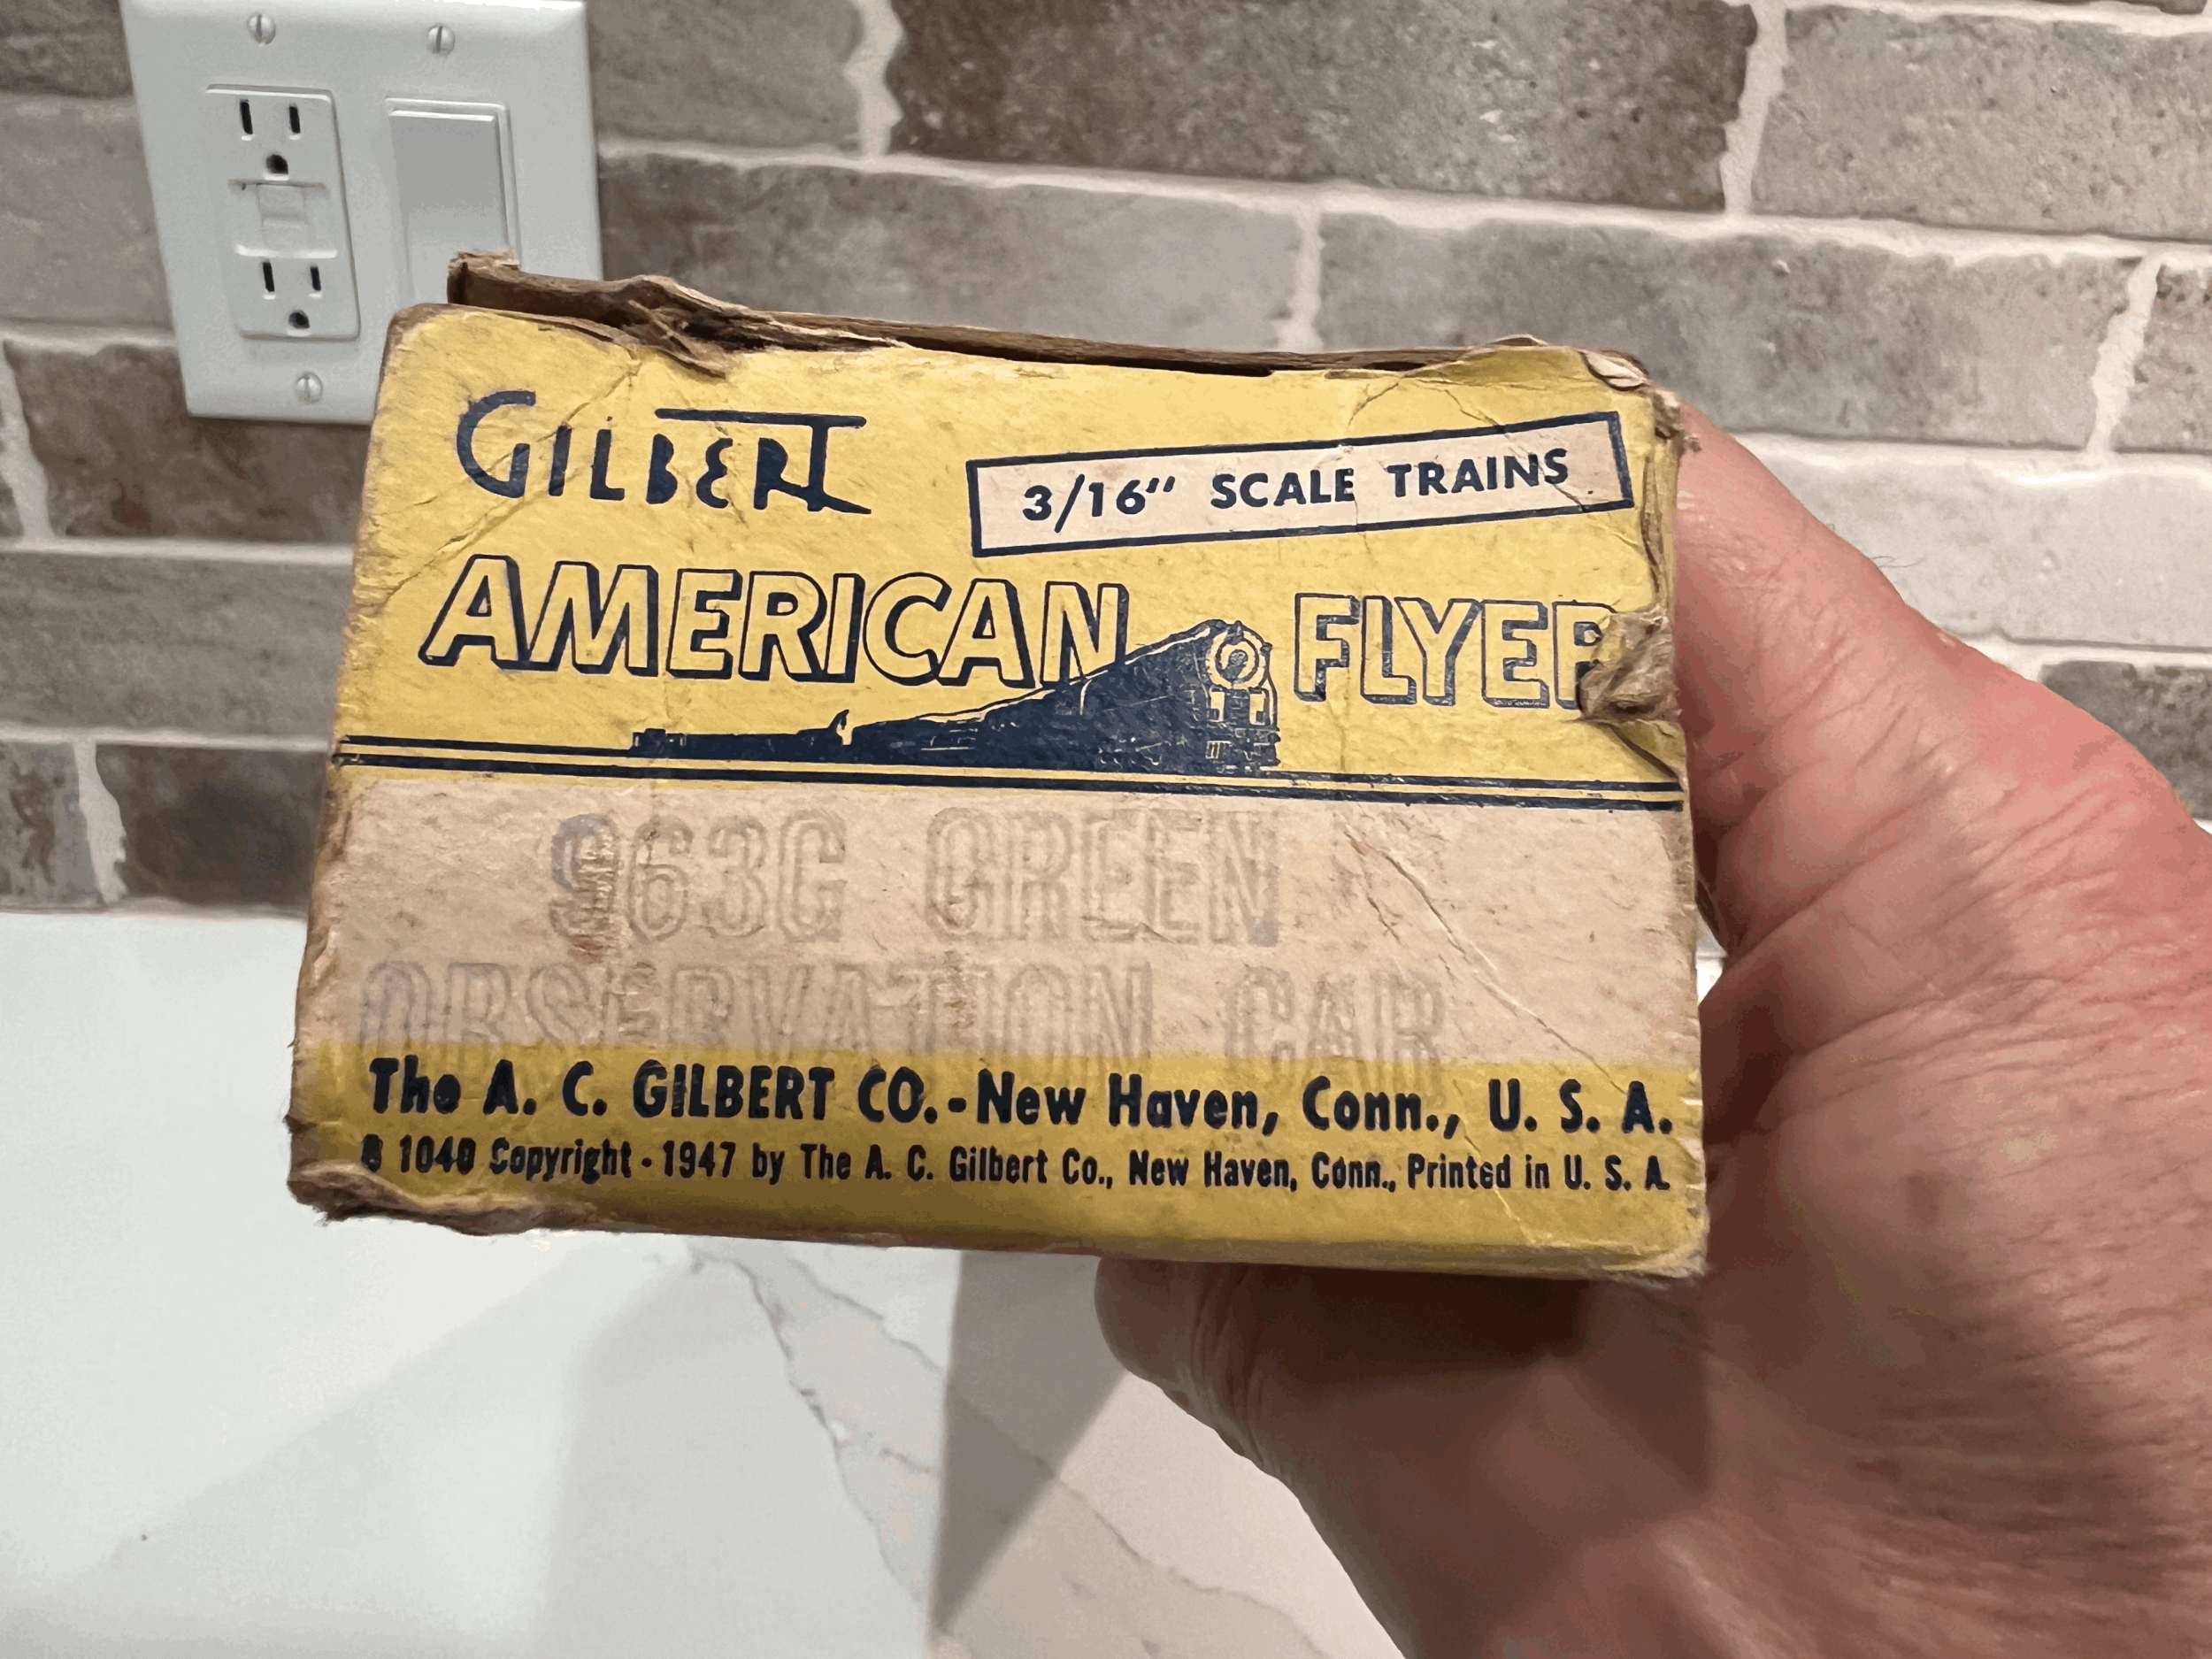 GILBERT
3/16" SCALE TRAINS
AMERICAN FLYER
963G GREEN
OBSERVATION CAR
The A. C. GILBERT CO.-New Haven, Conn., U. S. A.
1040 Copyright - 1947 by The A. C. Gilbert Co., New Haven, Conn., Printed in U. S. A.